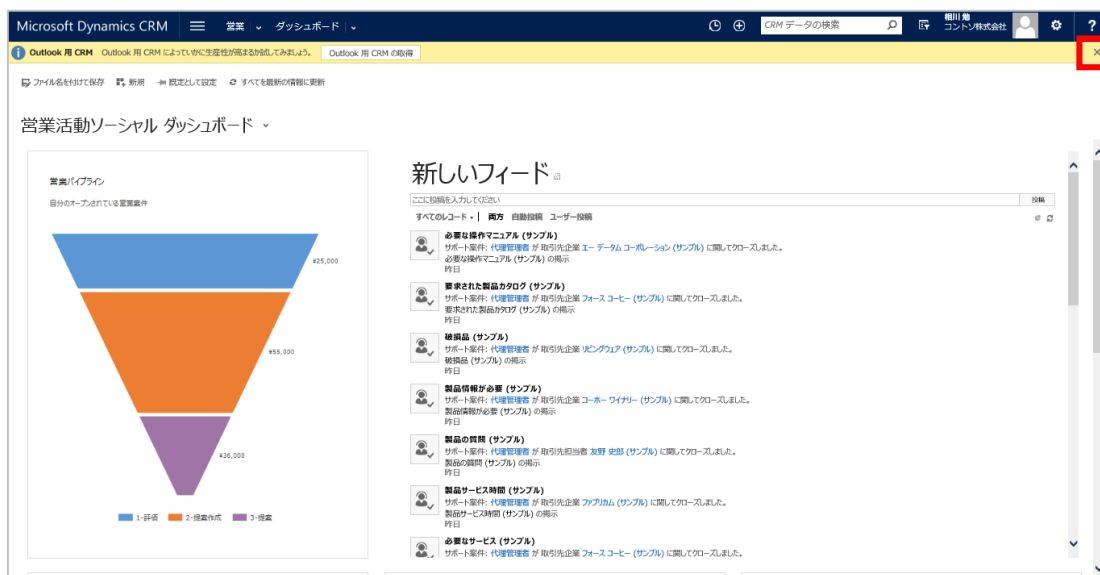 Microsoft Dynamics CRM 営業 ダッシュボード CRM データの検索 相川 勉
コントソ株式会社 ?
Outlook 用 CRM Outlook 用 CRM によっていかに生産性が高まるか試してみましょう。 Outlook 用 CRM の取得
ファイル名を付けて保存 新規 既定として設定 すべてを最新の情報に更新
営業活動ソーシャル ダッシュボード
営業パイプライン
自分のオープンされている営業案件
¥25,000
¥55,000
¥36,000
1-評価 2-提案作成 3-提案
新しいフィード
ここに投稿を入力してください 投稿
すべてのレコード 両方 自動投稿 ユーザー投稿
必要な操作マニュアル (サンプル)
サポート案件: 代理管理者 が 取引先企業 エー データム コーポレーション (サンプル) に関してクローズしました。
必要な操作マニュアル (サンプル) の掲示
昨日
要求された製品カタログ (サンプル)
サポート案件: 代理管理者 が 取引先企業 フォース コーヒー (サンプル) に関してクローズしました。
要求された製品カタログ (サンプル) の掲示
昨日
破損品 (サンプル)
サポート案件: 代理管理者 が 取引先企業 リビングウェア (サンプル) に関してクローズしました。
破損品 (サンプル) の掲示
昨日
製品情報が必要 (サンプル)
サポート案件: 代理管理者 が 取引先企業 コーホー ワイナリー (サンプル) に関してクローズしました。
製品情報が必要 (サンプル) の掲示
昨日
製品の質問 (サンプル)
サポート案件: 代理管理者 が 取引先担当者 友野 史郎 (サンプル) に関してクローズしました。
製品の質問 (サンプル) の掲示
昨日
製品サービス時間 (サンプル)
サポート案件: 代理管理者 が 取引先企業 ファブリカム (サンプル) に関してクローズしました。
製品サービス時間 (サンプル) の掲示
昨日
必要なサービス (サンプル)
サポート案件: 代理管理者 が 取引先企業 フォース コーヒー (サンプル) に関してクローズしました。